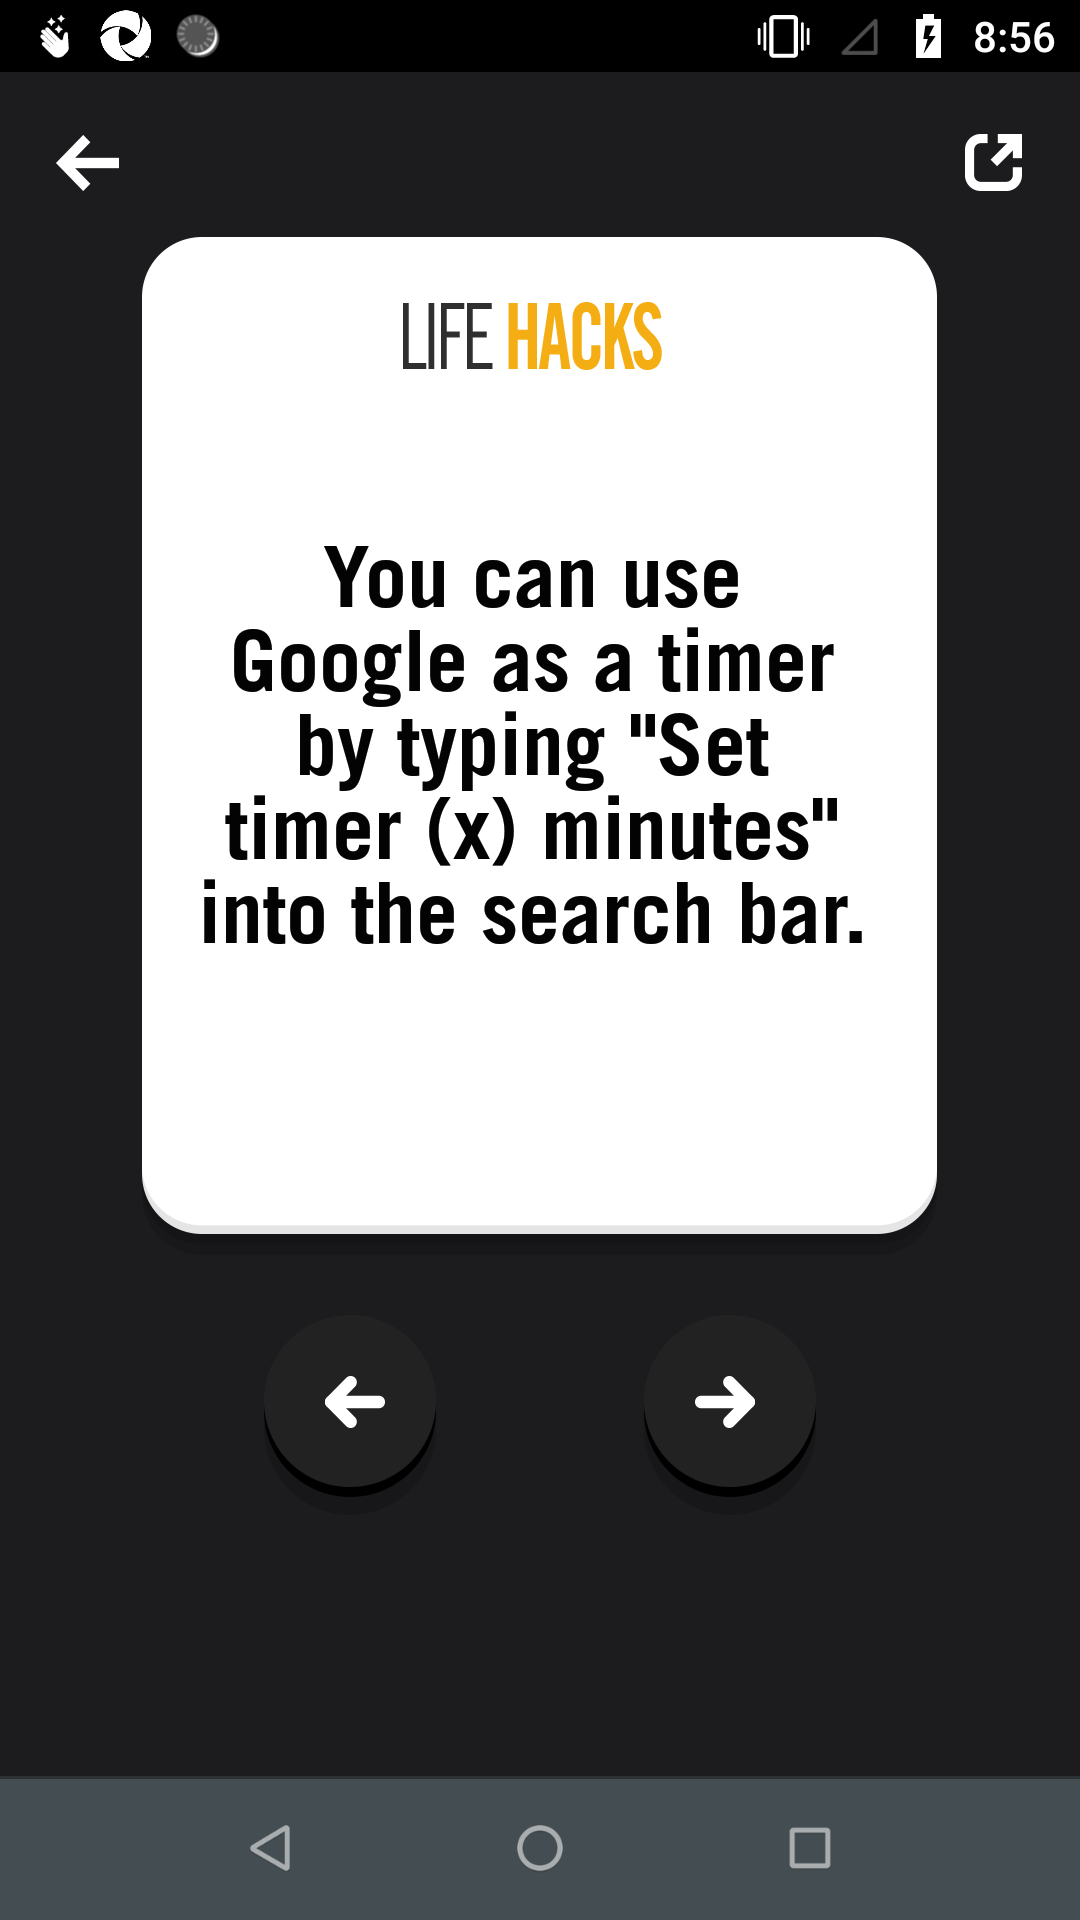 8:56
LIFE HACKS
You can use
Google as a timer
by typing "Set
timer (x) minutes"
into the search bar.